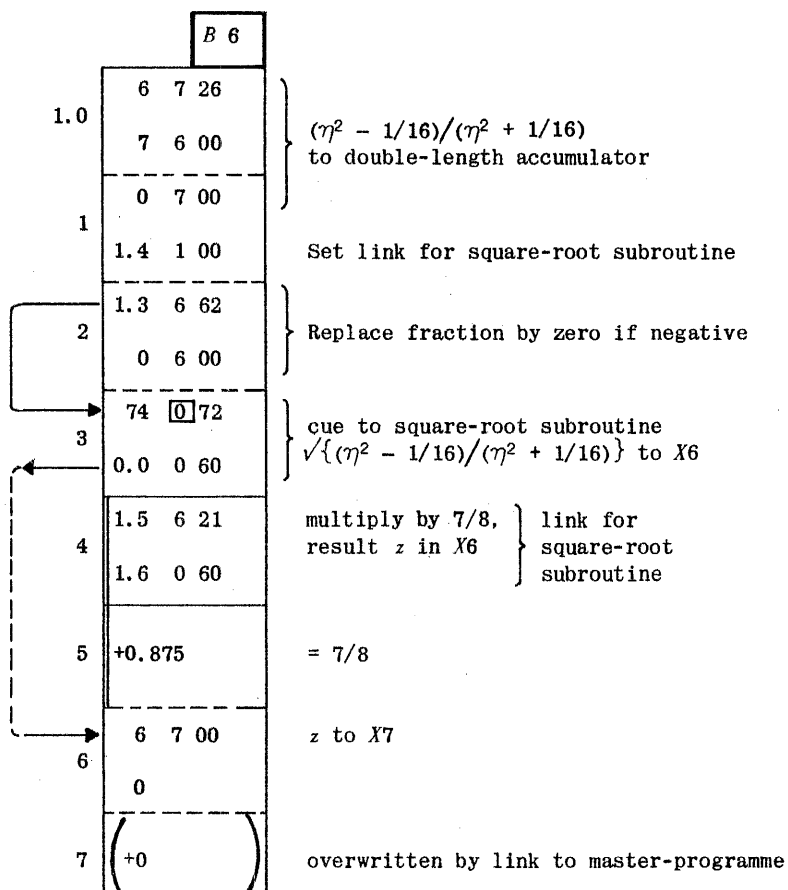 B 6
1.0
6 7 26
7 6 00
(η² - 1/16)/(η² + 1/16)
to double-length accumulator
1
0 7 00
1.4 1 00
Set link for square-root subroutine
2
1.3 6 62
0 6 00
Replace fraction by zero if negative
3
74 0 72
0.0 0 60
cue to square-root subroutine
√{(η² - 1/16)/(η² + 1/16)} to X6
4
1.5 6 21
1.6 0 60
multiply by 7/8,
result z in X6
link for
square-root
subroutine
5
+0.875
= 7/8
6
6 7 00
0
z to X7
7
(+0)
overwritten by link to master-programme